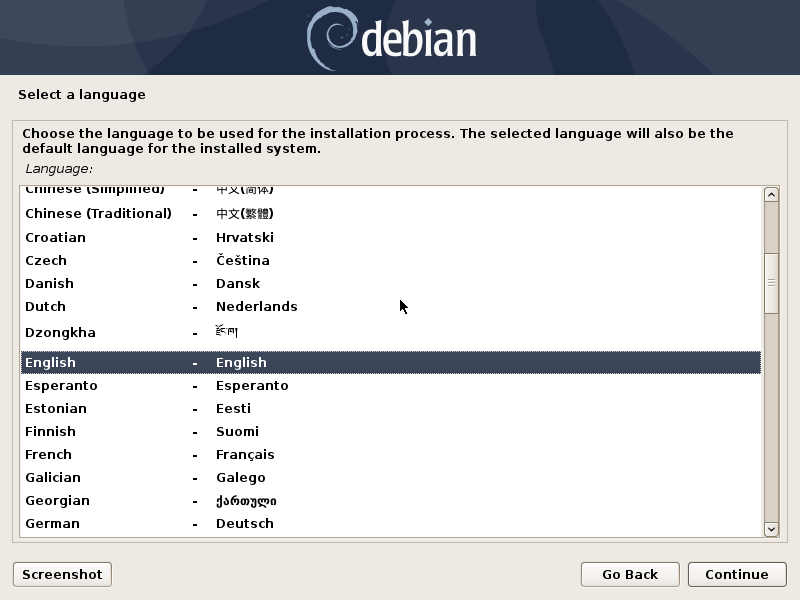 debian
Select a language
Choose the language to be used for the installation process. The selected language will also be the
default language for the installed system.
Language:
Chinese (Simplified) - 中文(简体)
Chinese (Traditional) - 中文(繁體)
Croatian - Hrvatski
Czech - Čeština
Danish - Dansk
Dutch - Nederlands
Dzongkha - རྫོང་ཁ།
English - English
Esperanto - Esperanto
Estonian - Eesti
Finnish - Suomi
French - Français
Galician - Galego
Georgian - ქართული
German - Deutsch
Screenshot
Go Back
Continue